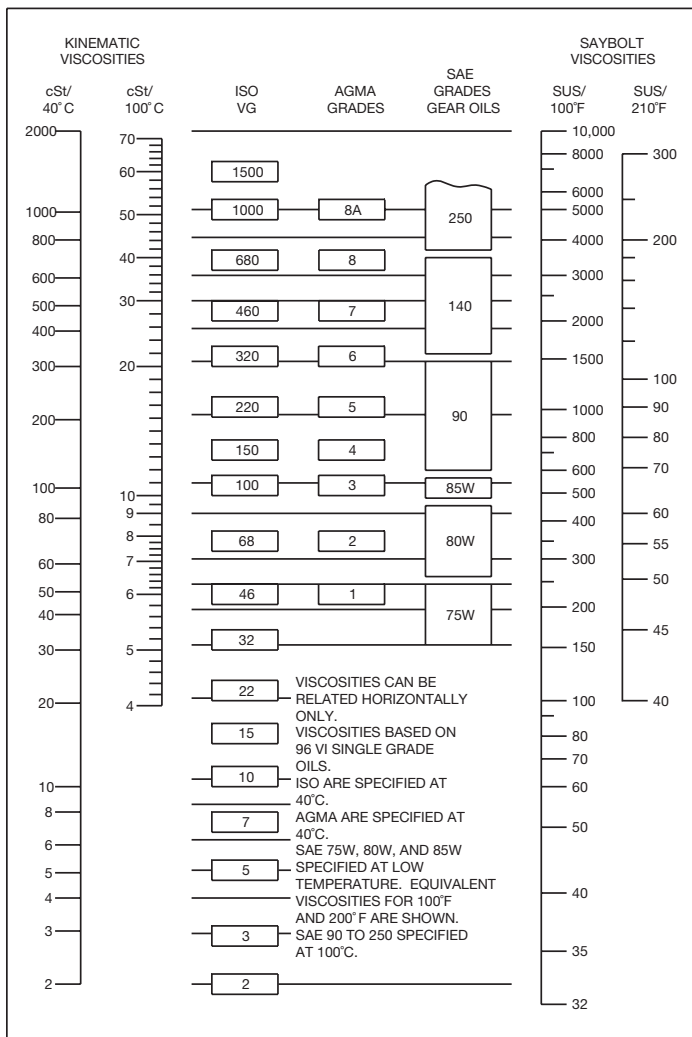 KINEMATIC
VISCOSITIES
SAYBOLT
VISCOSITIES
cSt/
40°C
cSt/
100°C
ISO
VG
AGMA
GRADES
SAE
GRADES
GEAR OILS
SUS/
100°F
SUS/
210°F
2000
1000
800
600
500
400
300
200
100
80
60
50
40
30
20
10
8
6
5
4
3
2
70
60
50
40
30
20
10
9
8
7
6
5
4
1500
1000
680
460
320
220
150
100
68
46
32
22
15
10
7
5
3
2
8A
8
7
6
5
4
3
2
1
250
140
90
85W
80W
75W
VISCOSITIES CAN BE
RELATED HORIZONTALLY
ONLY.
VISCOSITIES BASED ON
96 VI SINGLE GRADE
OILS.
ISO ARE SPECIFIED AT
40°C.
AGMA ARE SPECIFIED AT
40°C.
SAE 75W, 80W, AND 85W
SPECIFIED AT LOW
TEMPERATURE. EQUIVALENT
VISCOSITIES FOR 100°F
AND 200°F ARE SHOWN.
SAE 90 TO 250 SPECIFIED
AT 100°C.
10,000
8000
6000
5000
4000
3000
2000
1500
1000
800
600
500
400
300
200
150
100
80
70
60
50
40
35
32
300
200
100
90
80
70
60
55
50
45
40